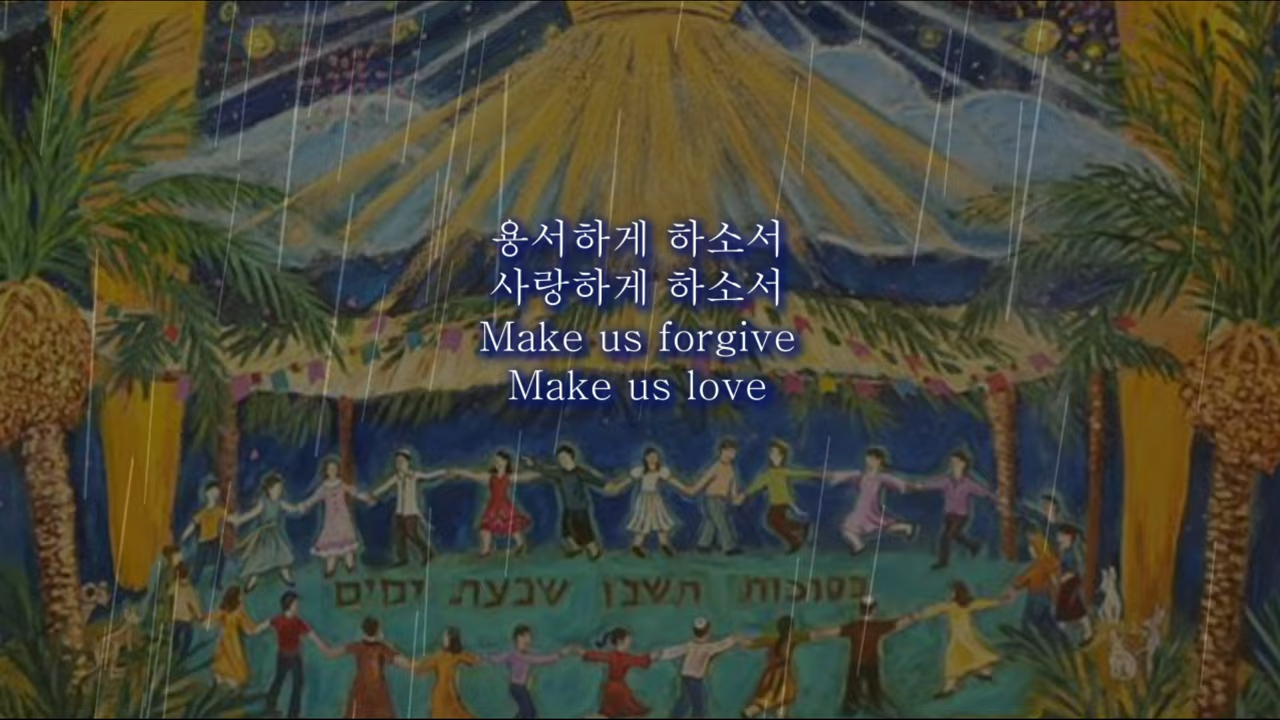 용서하게 하소서
사랑하게 하소서
Make us forgive
Make us love
בסוכות תשבו שבעת ימים